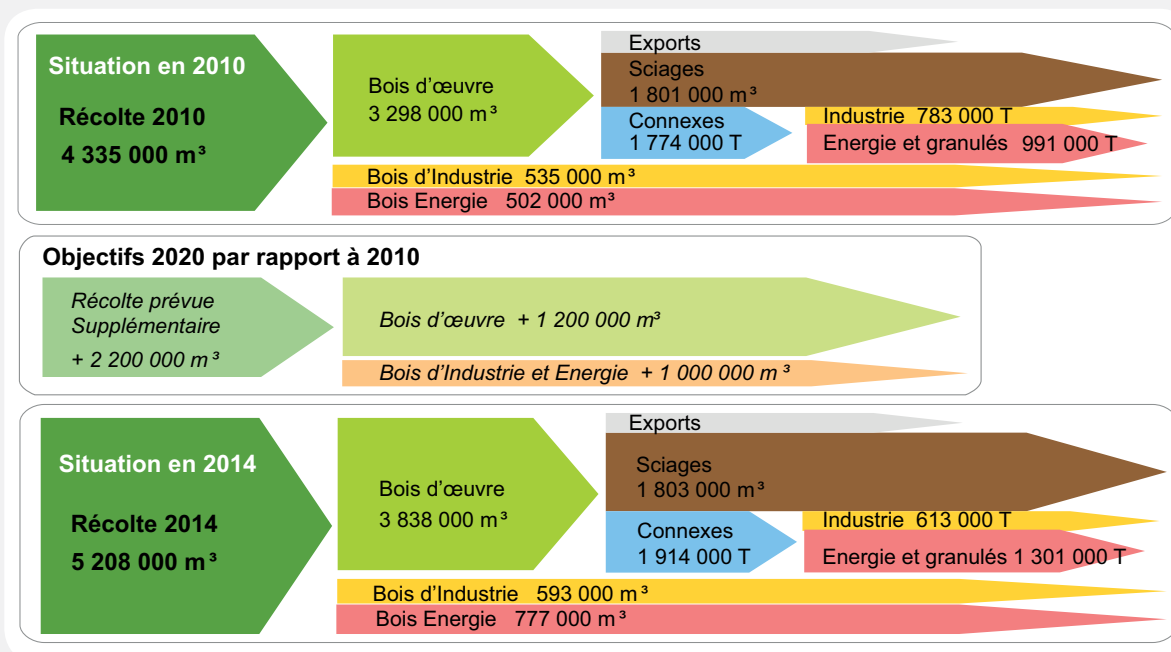 Situation en 2010
Récolte 2010
4 335 000 m³
Bois d’œuvre
3 298 000 m³
Exports
Sciages
1 801 000 m³
Connexes
1 774 000 T
Industrie 783 000 T
Energie et granulés 991 000 T
Bois d’Industrie 535 000 m³
Bois Energie 502 000 m³
Objectifs 2020 par rapport à 2010
Récolte prévue
Supplémentaire
+ 2 200 000 m³
Bois d’œuvre + 1 200 000 m³
Bois d’Industrie et Energie + 1 000 000 m³
Situation en 2014
Récolte 2014
5 208 000 m³
Bois d’œuvre
3 838 000 m³
Exports
Sciages
1 803 000 m³
Connexes
1 914 000 T
Industrie 613 000 T
Energie et granulés 1 301 000 T
Bois d’Industrie 593 000 m³
Bois Energie 777 000 m³